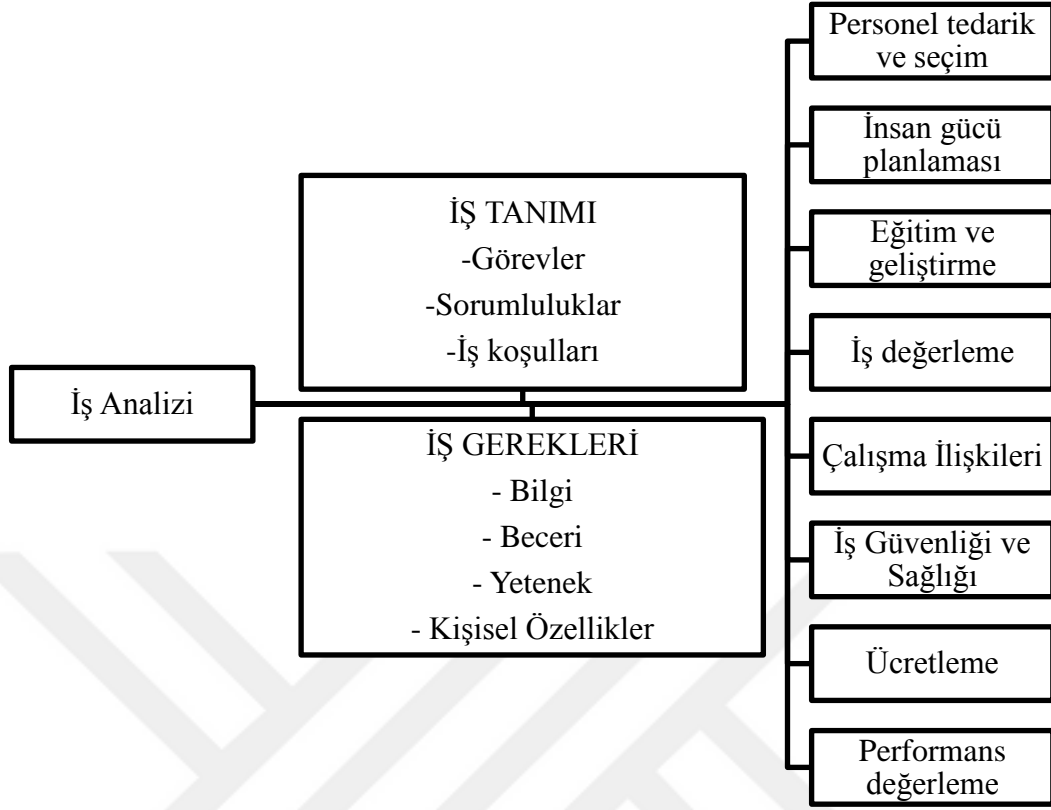 İş Analizi
İŞ TANIMI
-Görevler
-Sorumluluklar
-İş koşulları
İŞ GEREKLERİ
- Bilgi
- Beceri
- Yetenek
- Kişisel Özellikler
Personel tedarik
ve seçim
İnsan gücü
planlaması
Eğitim ve
geliştirme
İş değerleme
Çalışma İlişkileri
İş Güvenliği ve
Sağlığı
Ücretleme
Performans
değerleme